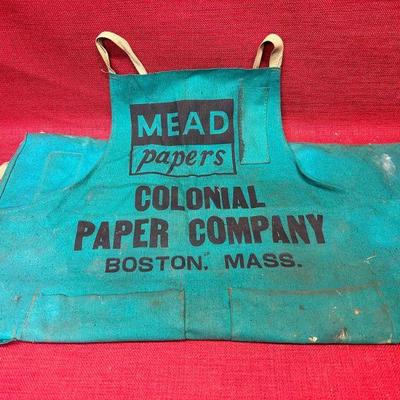 MEAD
papers
COLONIAL
PAPER COMPANY
BOSTON, MASS.